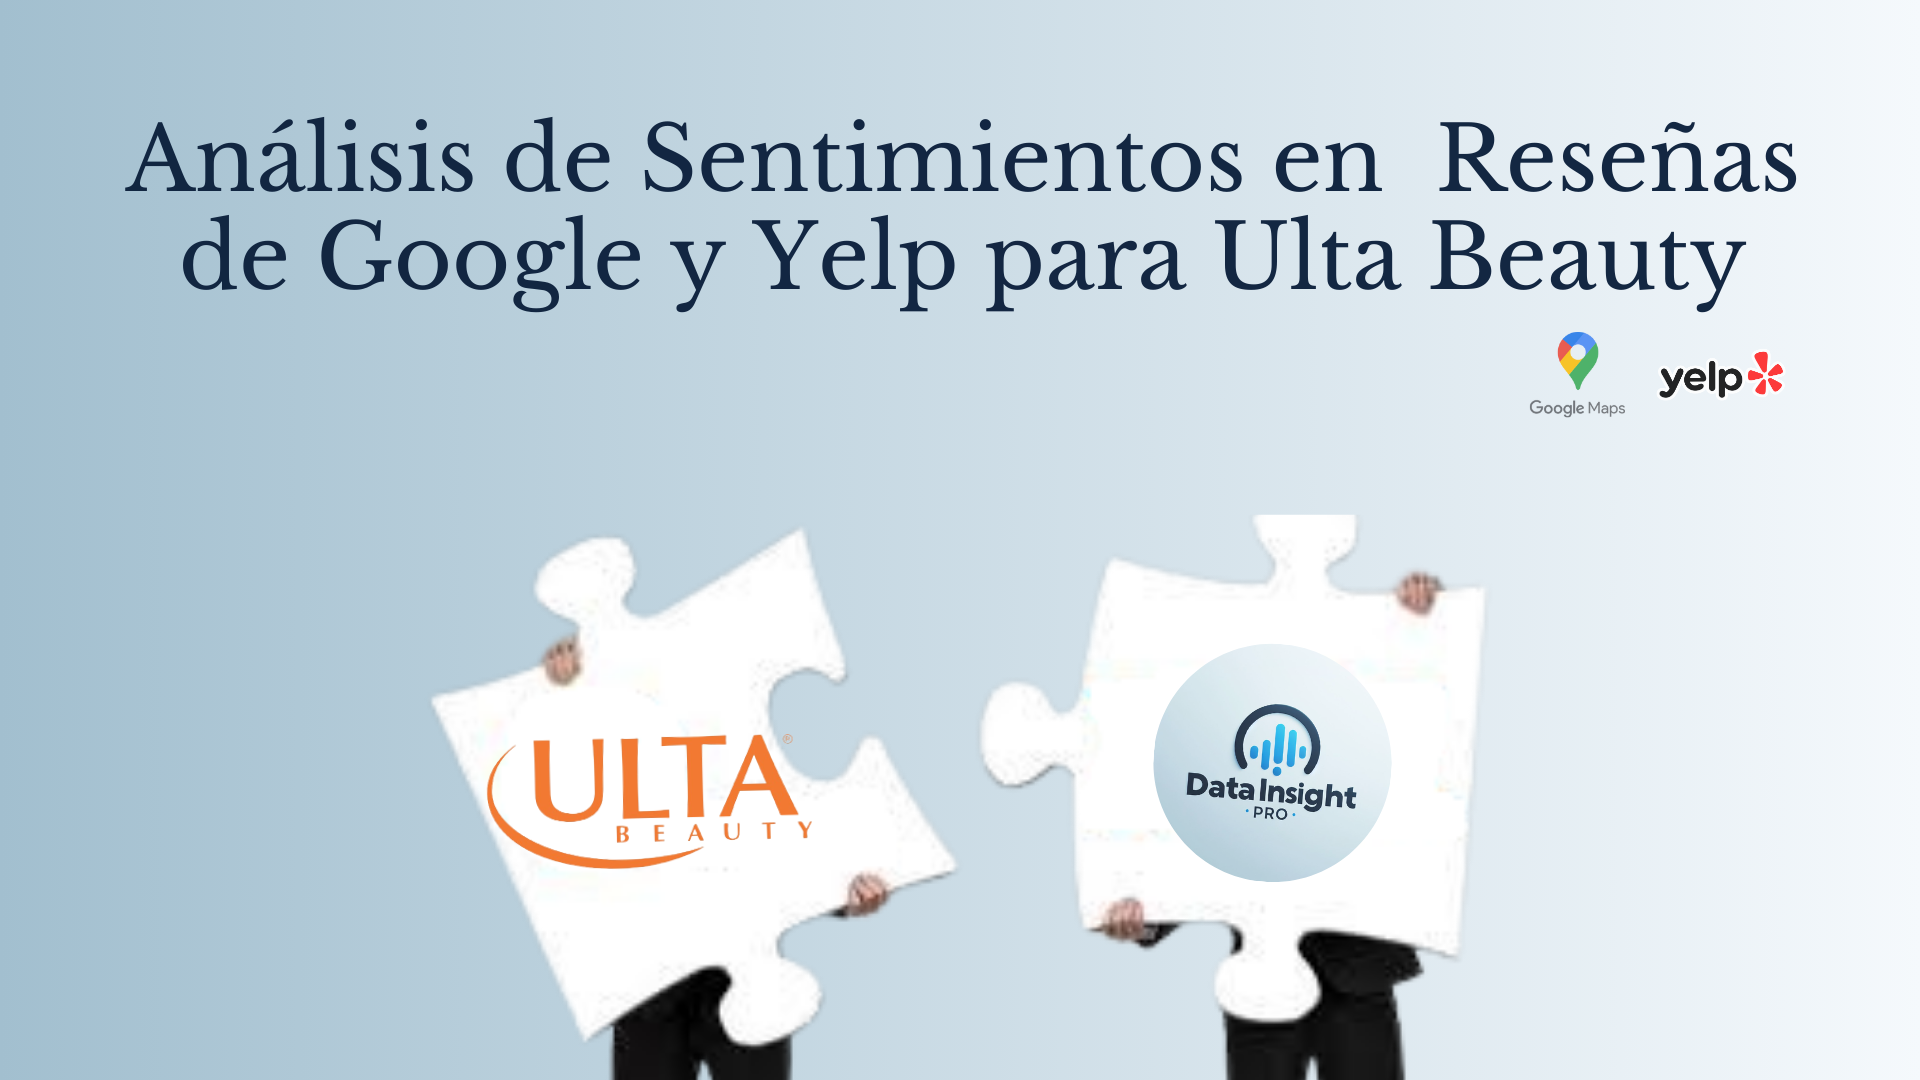 Análisis de Sentimientos en  Reseñas
de Google y Yelp para Ulta Beauty
Google Maps
yelp
ULTA®
BEAUTY
Data Insight
·PRO·